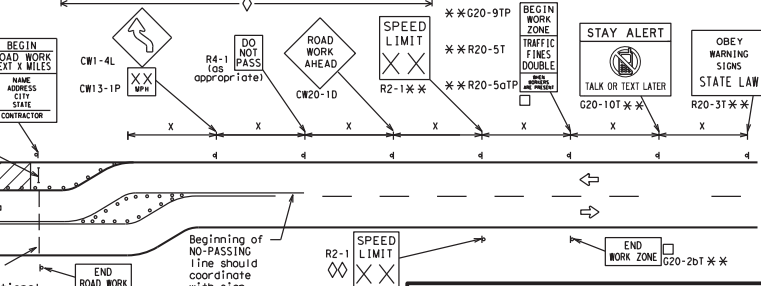 BEGIN
ROAD WORK
NEXT X MILES
NAME
ADDRESS
CITY
STATE
CONTRACTOR
CW1-4L
CW13-1P
XX
MPH
R4-1
(as
appropriate)
DO
NOT
PASS
ROAD
WORK
AHEAD
CW20-1D
SPEED
LIMIT
XX
R2-1**
**G20-9TP
**R20-5T
**R20-5aTP
BEGIN
WORK
ZONE
TRAFFIC
FINES
DOUBLE
WHEN
WORKERS
ARE PRESENT
STAY ALERT
TALK OR TEXT LATER
G20-10T**
OBEY
WARNING
SIGNS
STATE LAW
R20-3T**
X X X X X X X
Beginning of
NO-PASSING
line should
coordinate
with sign
END
ROAD WORK
R2-1
SPEED
LIMIT
XX
END
WORK ZONE
G20-2bT**